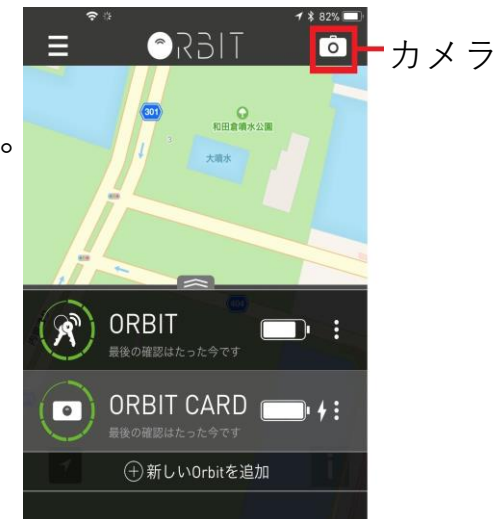 82%
ORBIT
カメラ
。
301
和田倉噴水公園
3
大噴水
ORBIT
最後の確認はたった今です
ORBIT CARD
最後の確認はたった今です
新しいOrbitを追加